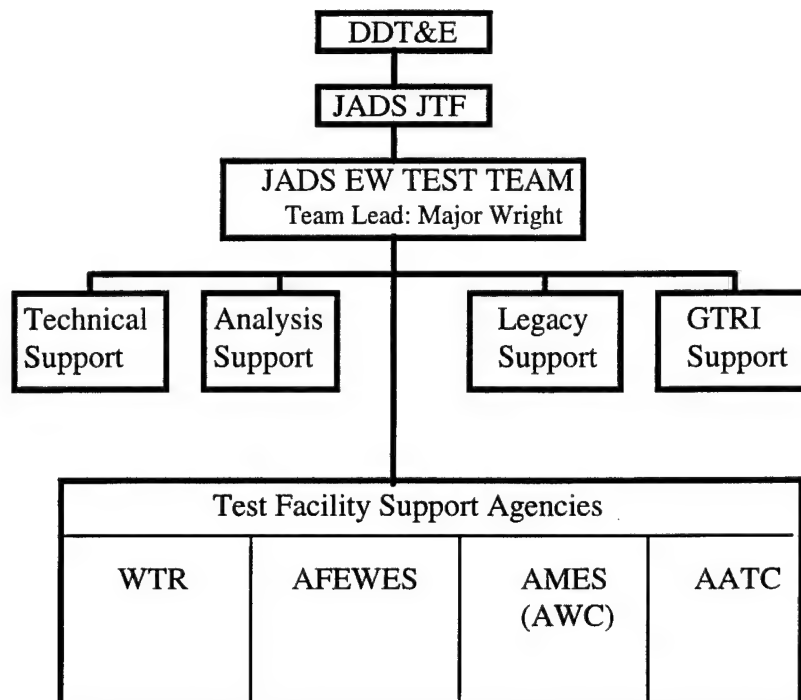 DDT&E
JADS JTF
JADS EW TEST TEAM
Team Lead: Major Wright
Technical
Support
Analysis
Support
Legacy
Support
GTRI
Support
Test Facility Support Agencies
WTR
AFEWES
AMES
(AWC)
AATC